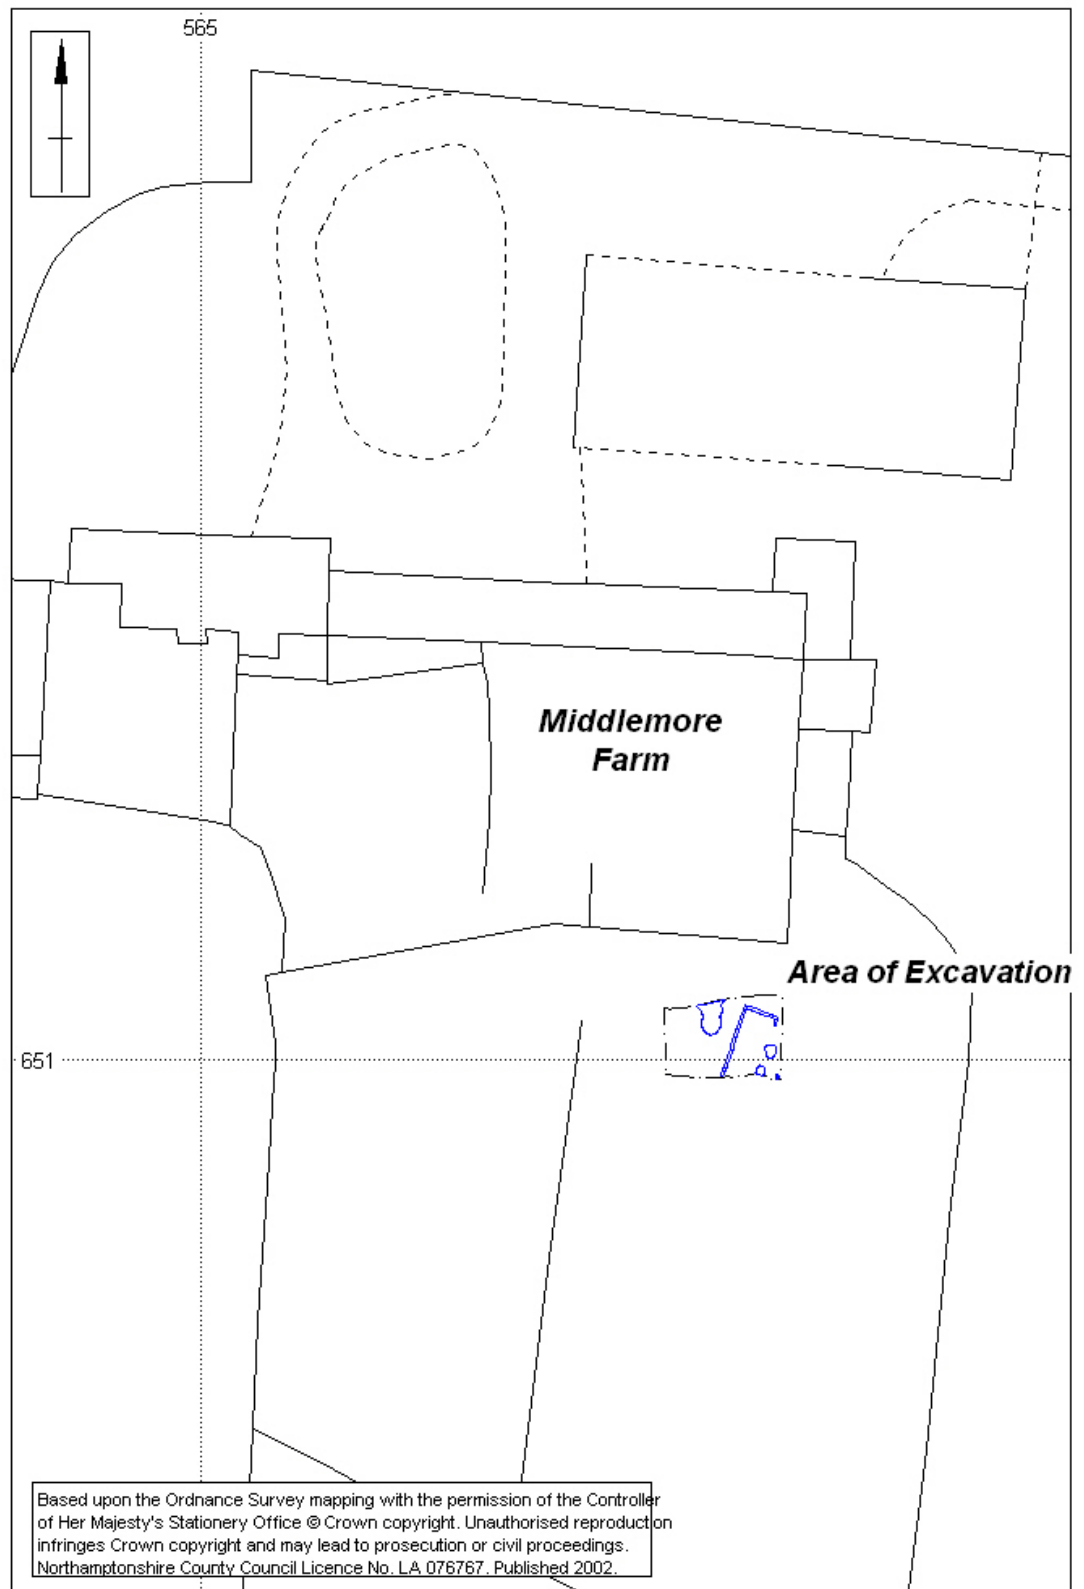 565
Middlemore
Farm
Area of Excavation
651
Based upon the Ordnance Survey mapping with the permission of the Controller
of Her Majesty's Stationery Office © Crown copyright. Unauthorised reproduction
infringes Crown copyright and may lead to prosecution or civil proceedings.
Northamptonshire County Council Licence No. LA 076767. Published 2002.